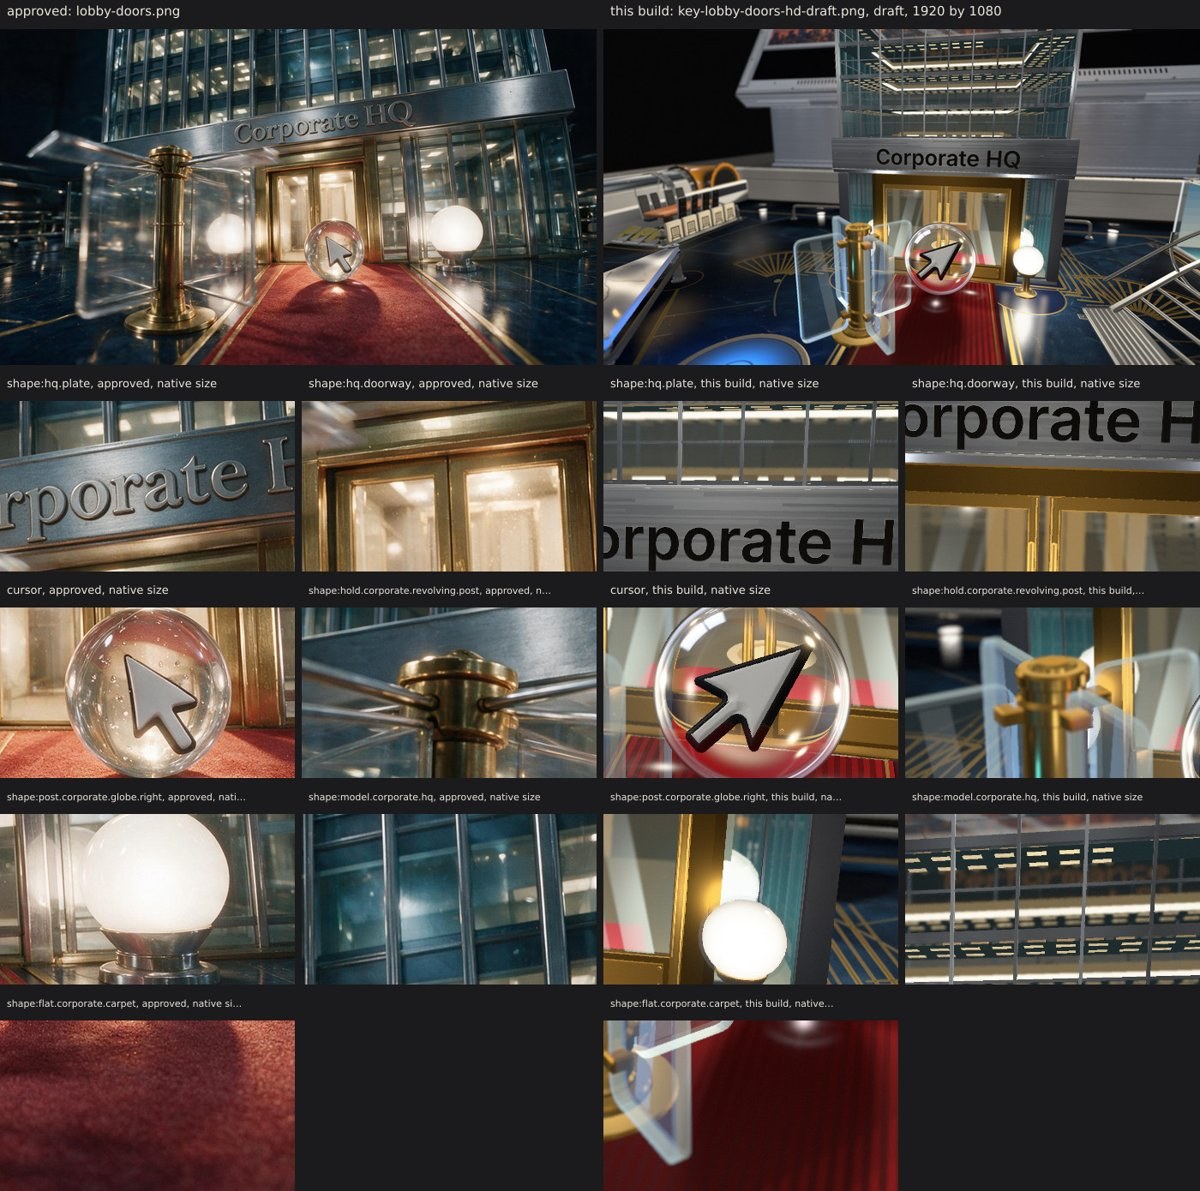 approved: lobby-doors.png
this build: key-lobby-doors-hd-draft.png, draft, 1920 by 1080
Corporate HQ
Corporate HQ
shape:hq.plate, approved, native size
shape:hq.doorway, approved, native size
shape:hq.plate, this build, native size
shape:hq.doorway, this build, native size
rporate H
orporate H
orporate H
cursor, approved, native size
shape:hold.corporate.revolving.post, approved, n...
cursor, this build, native size
shape:hold.corporate.revolving.post, this build,...
shape:post.corporate.globe.right, approved, nati...
shape:model.corporate.hq, approved, native size
shape:post.corporate.globe.right, this build, na...
shape:model.corporate.hq, this build, native size
shape:flat.corporate.carpet, approved, native si...
shape:flat.corporate.carpet, this build, native...